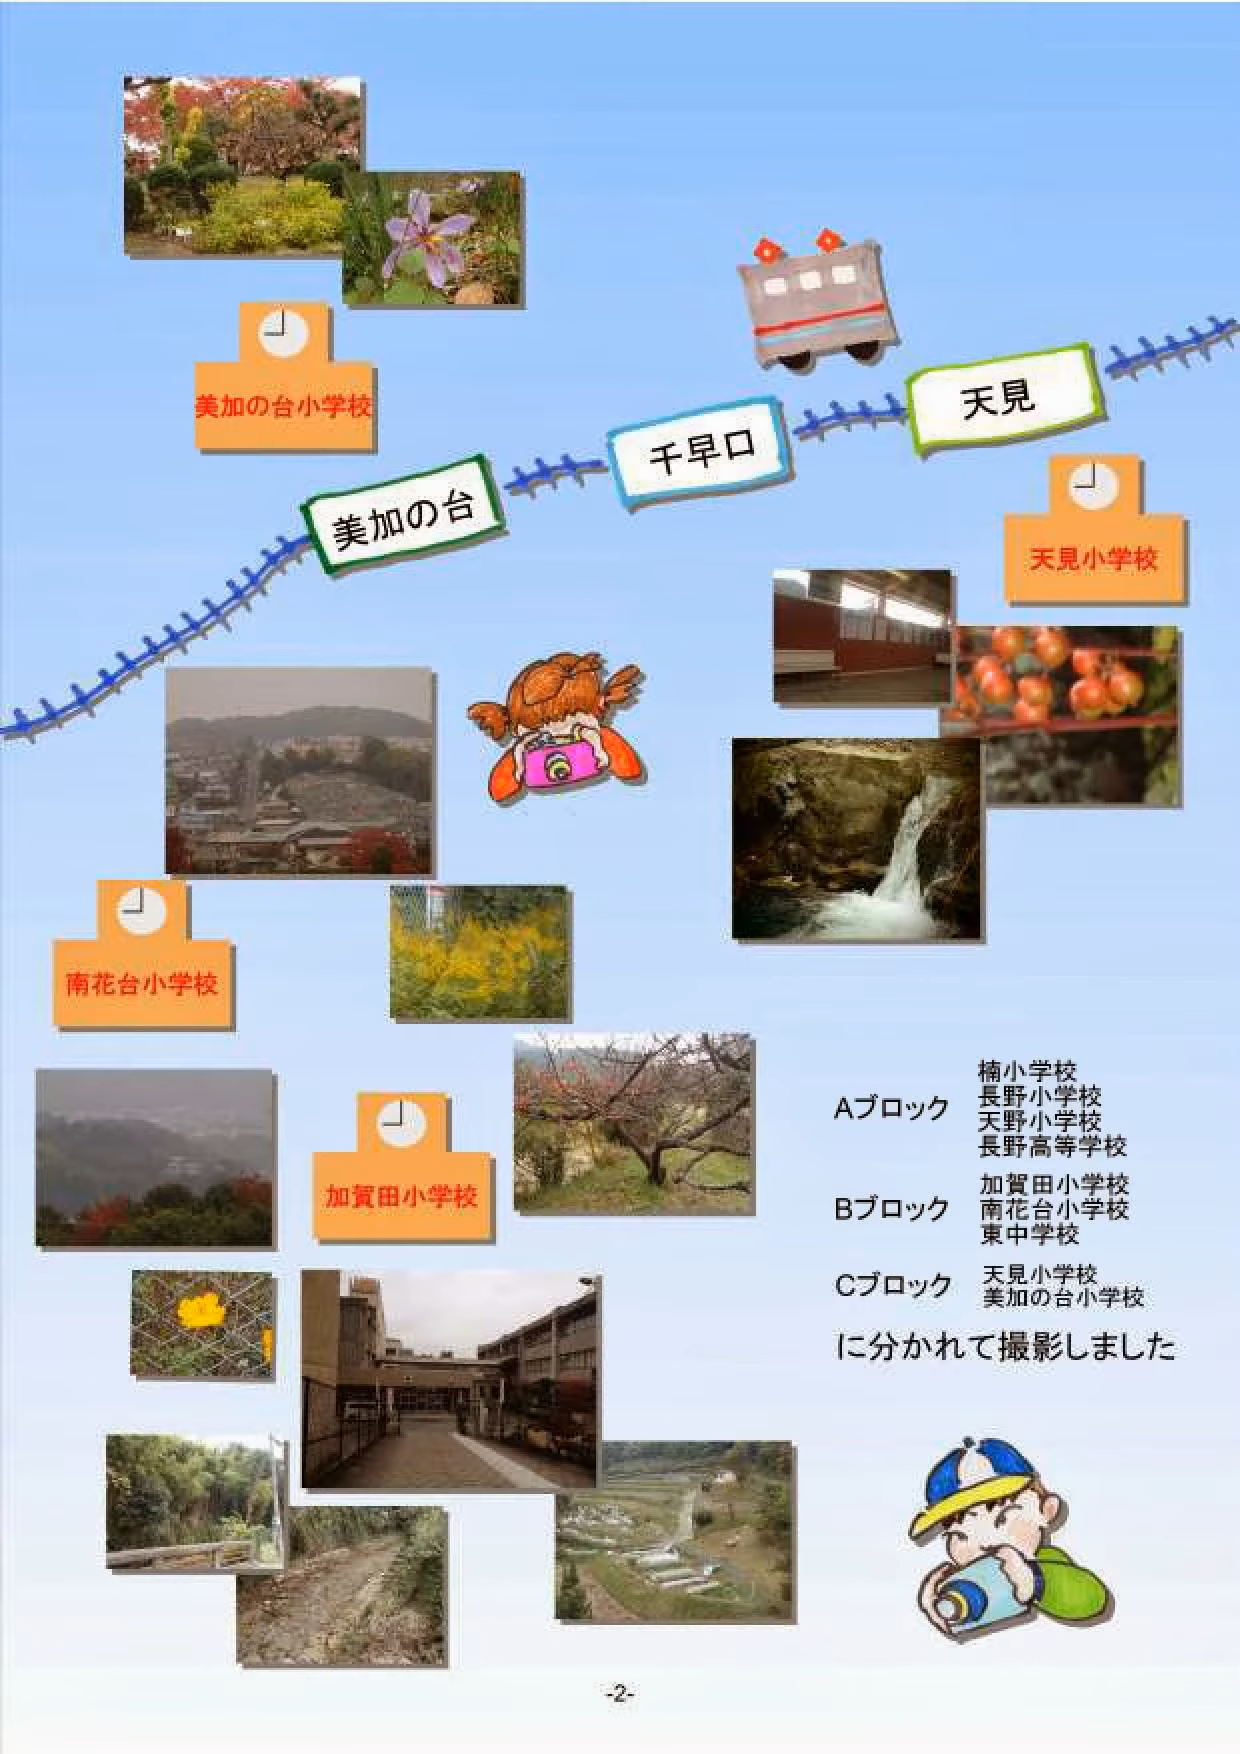 美加の台小学校
天見
千早口
美加の台
天見小学校
南花台小学校
加賀田小学校
Aブロック
楠小学校
長野小学校
天野小学校
長野高等学校
Bブロック
加賀田小学校
南花台小学校
東中学校
Cブロック
天見小学校
美加の台小学校
に分かれて撮影しました
-2-